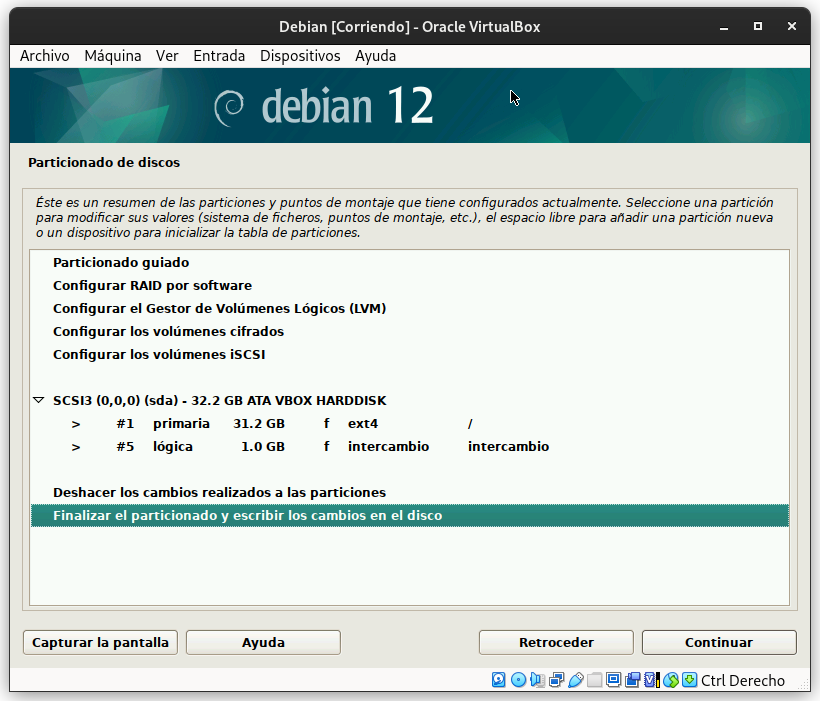 Debian [Corriendo] - Oracle VirtualBox
Archivo Máquina Ver Entrada Dispositivos Ayuda
debian 12
Particionado de discos
Éste es un resumen de las particiones y puntos de montaje que tiene configurados actualmente. Seleccione una partición
para modificar sus valores (sistema de ficheros, puntos de montaje, etc.), el espacio libre para añadir una partición nueva
o un dispositivo para inicializar la tabla de particiones.
Particionado guiado
Configurar RAID por software
Configurar el Gestor de Volúmenes Lógicos (LVM)
Configurar los volúmenes cifrados
Configurar los volúmenes iSCSI
SCSI3 (0,0,0) (sda) - 32.2 GB ATA VBOX HARDDISK
> #1 primaria 31.2 GB f ext4 /
> #5 lógica 1.0 GB f intercambio intercambio
Deshacer los cambios realizados a las particiones
Finalizar el particionado y escribir los cambios en el disco
Capturar la pantalla Ayuda Retroceder Continuar
Ctrl Derecho